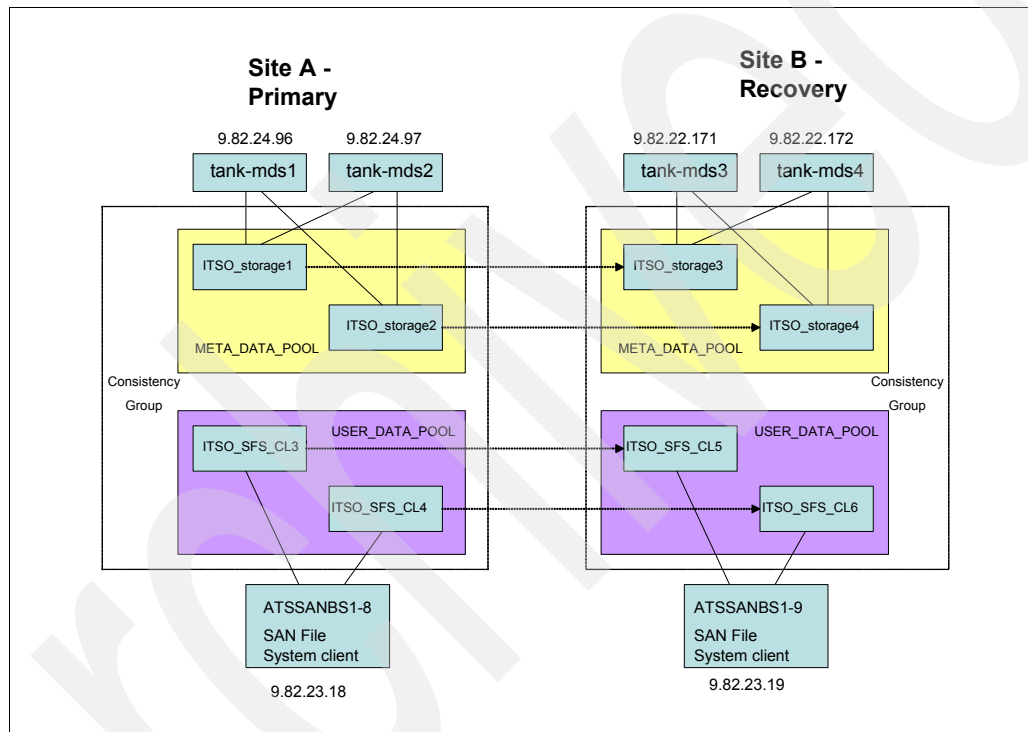 Site A -
Primary
Site B -
Recovery
9.82.24.96
9.82.24.97
9.82.22.171
9.82.22.172
tank-mds1
tank-mds2
tank-mds3
tank-mds4
ITSO_storage1
ITSO_storage3
ITSO_storage2
ITSO_storage4
META_DATA_POOL
META_DATA_POOL
Consistency
Group
Consistency
Group
ITSO_SFS_CL3
USER_DATA_POOL
ITSO_SFS_CL5
USER_DATA_POOL
ITSO_SFS_CL4
ITSO_SFS_CL6
ATSSANBS1-8
SAN File
System client
ATSSANBS1-9
SAN File
System client
9.82.23.18
9.82.23.19